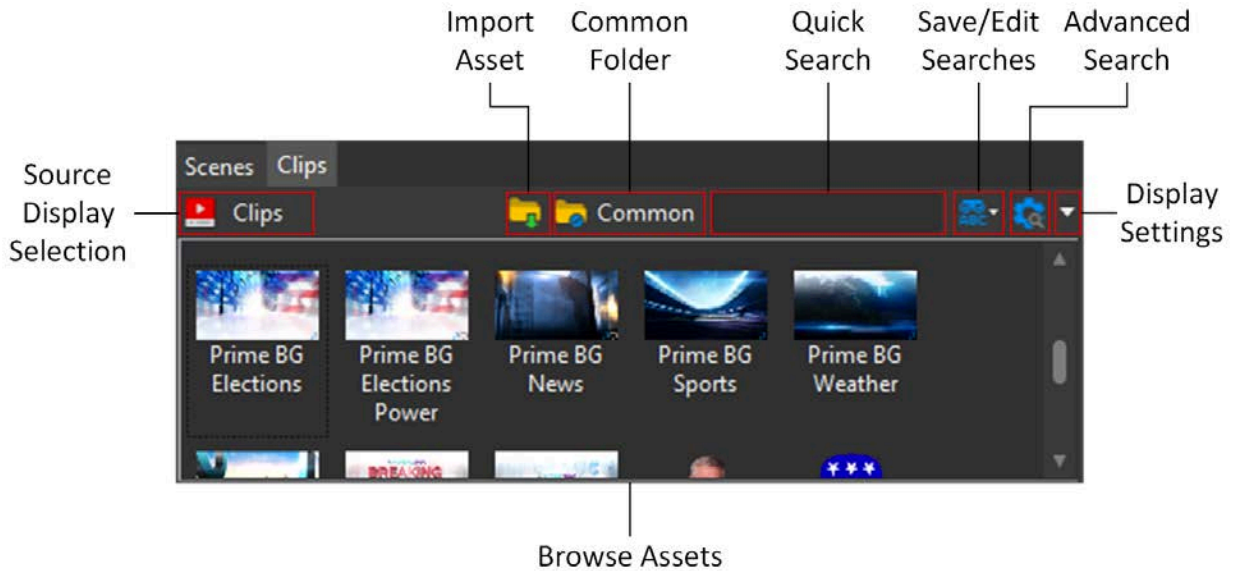 Import Asset
Common Folder
Quick Search
Save/Edit Searches
Advanced Search
Source Display Selection
Scenes Clips
Clips
Common
ABC
Display Settings
Prime BG Elections
Prime BG Elections Power
Prime BG News
Prime BG Sports
Prime BG Weather
BREAKING
Browse Assets